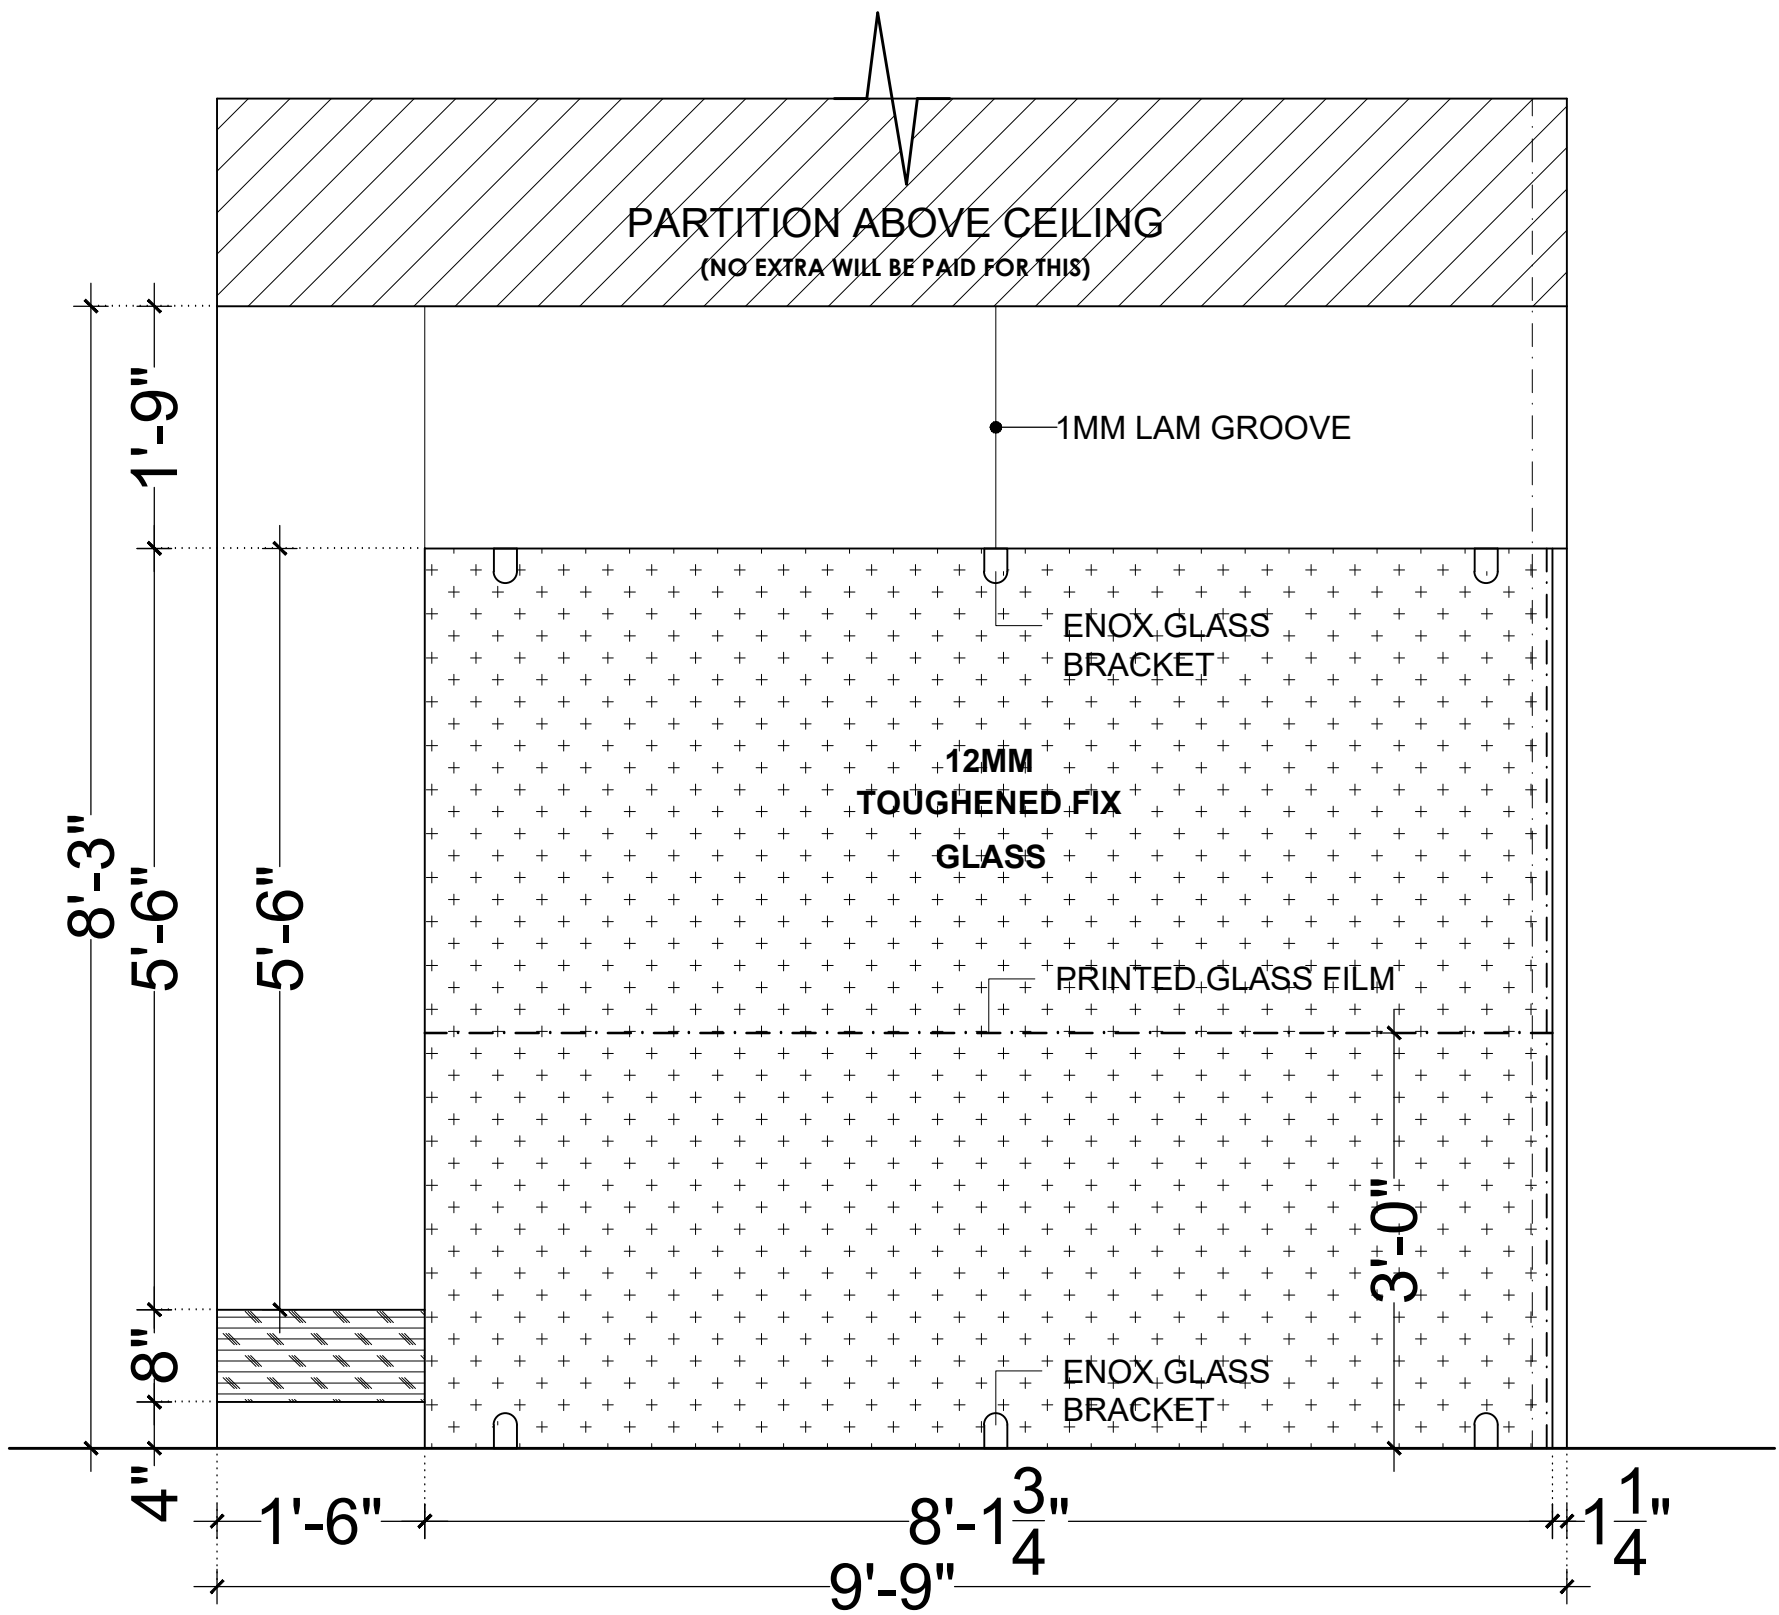 PARTITION ABOVE CEILING
(NO EXTRA WILL BE PAID FOR THIS)
1'-9"
1MM LAM GROOVE
ENOX GLASS
BRACKET
12MM
TOUGHENED FIX
GLASS
8'-3"
5'-6"
5'-6"
PRINTED GLASS FILM
3'-0"
8"
ENOX GLASS
BRACKET
4"
1'-6"
8'-1 3/4"
1 1/4"
9'-9"